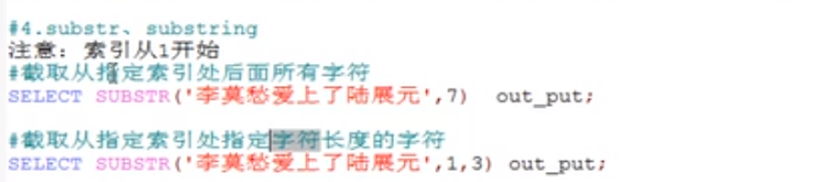 #4.substr、substring
注意：索引从1开始
#截取从指定索引处后面所有字符
SELECT SUBSTR('李莫愁爱上了陆展元',7)  out_put;
#截取从指定索引处指定字符长度的字符
SELECT SUBSTR('李莫愁爱上了陆展元',1,3) out_put;